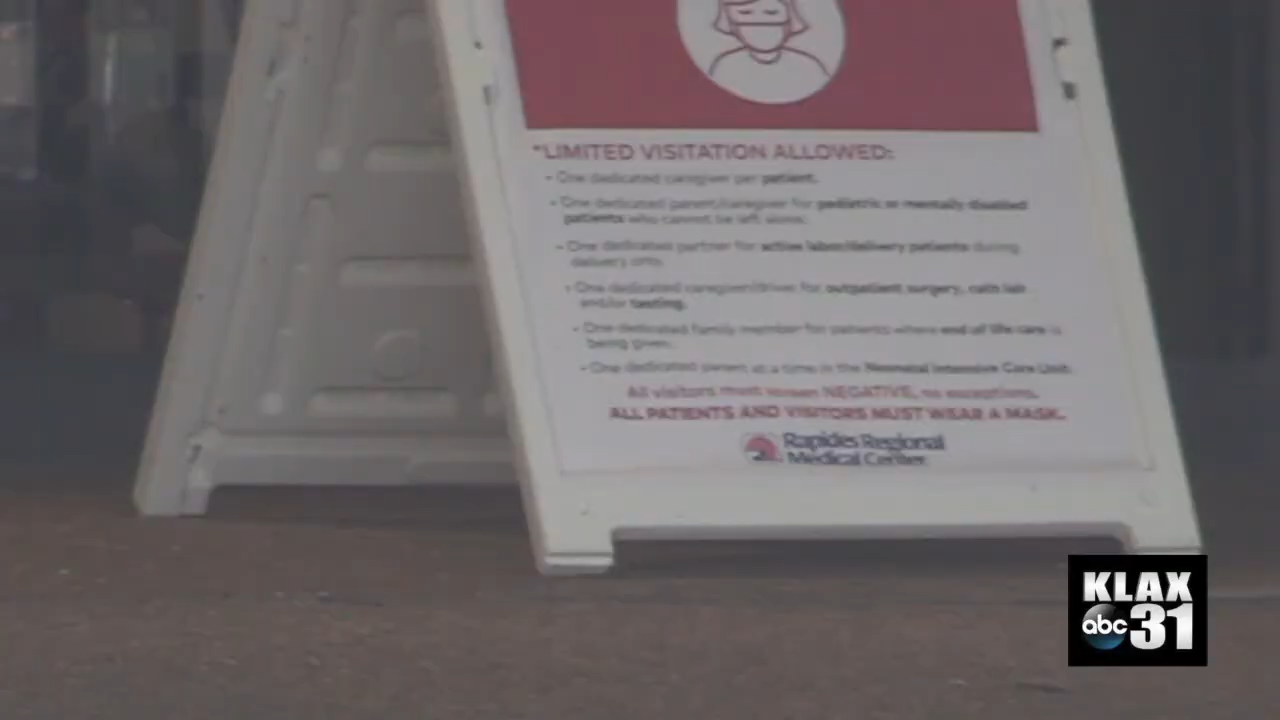 *LIMITED VISITATION ALLOWED:
• One dedicated caregiver per patient.
• One dedicated parent/caregiver for pediatric or mentally disabled
patients who cannot be left alone.
• One dedicated partner for active labor/delivery patients during
delivery only.
• One dedicated caregiver/driver for outpatient surgery, cath lab
and/or testing.
• One dedicated family member for patients where end of life care is
being given.
• One dedicated parent at a time in the Neonatal Intensive Care Unit.
All visitors must screen NEGATIVE, no exceptions.
ALL PATIENTS AND VISITORS MUST WEAR A MASK.
Rapides Regional
Medical Center
KLAX
abc 31